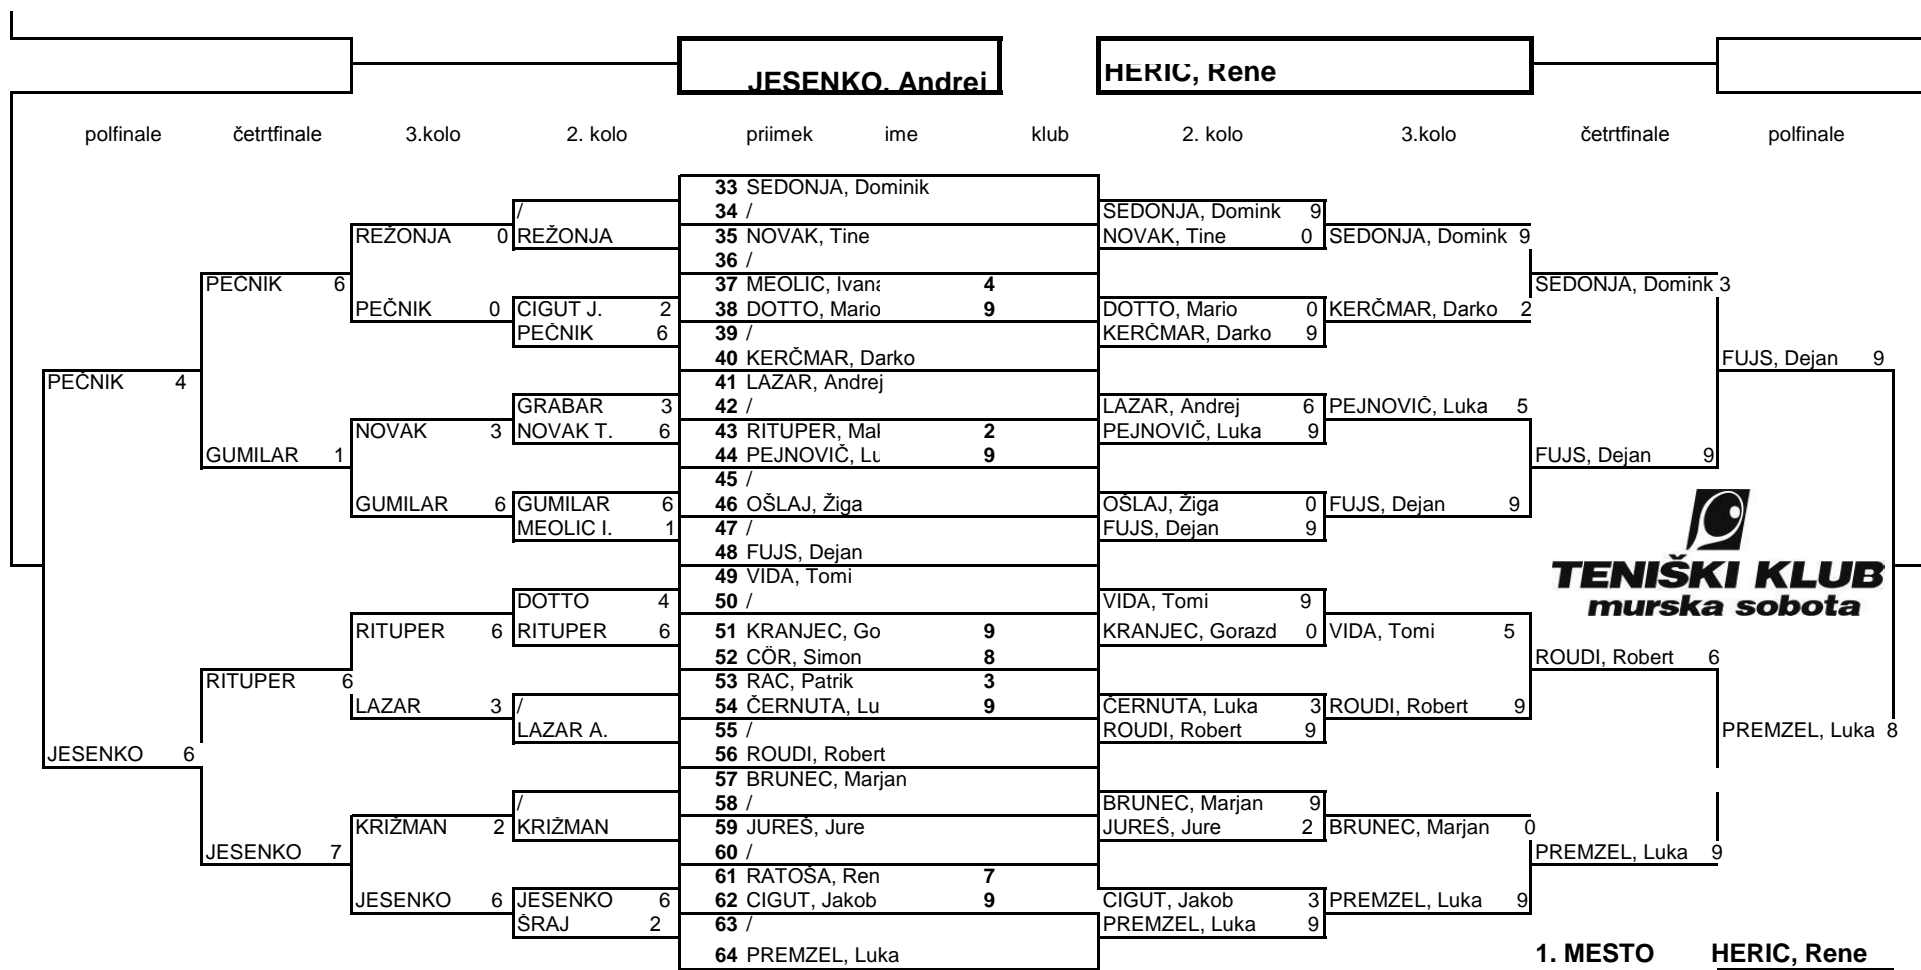 JESENKO, Andrej HERIC, Rene
polfinale četrtfinale 3.kolo 2. kolo priimek ime klub 2. kolo 3.kolo četrtfinale polfinale
33 SEDONJA, Dominik
/ 34 / SEDONJA, Domink 9
REŽONJA 0 REŽONJA 35 NOVAK, Tine NOVAK, Tine 0 SEDONJA, Domink 9
36 /
PEČNIK 6 37 MEOLIC, Ivana 4 SEDONJA, Domink 3
PEČNIK 0 CIGUT J. 2 38 DOTTO, Mario 9 DOTTO, Mario 0 KERČMAR, Darko 2
PEČNIK 6 39 / KERČMAR, Darko 9
40 KERČMAR, Darko FUJS, Dejan 9
PEČNIK 4 41 LAZAR, Andrej
GRABAR 3 42 / LAZAR, Andrej 6 PEJNOVIČ, Luka 5
NOVAK 3 NOVAK T. 6 43 RITUPER, Mal 2 PEJNOVIČ, Luka 9
GUMILAR 1 44 PEJNOVIČ, Lu 9 FUJS, Dejan 9
45 /
GUMILAR 6 GUMILAR 6 46 OŠLAJ, Žiga OŠLAJ, Žiga 0 FUJS, Dejan 9
MEOLIC I. 1 47 / FUJS, Dejan 9
48 FUJS, Dejan
49 VIDA, Tomi TENIŠKI KLUB
DOTTO 4 50 / VIDA, Tomi 9 murska sobota
RITUPER 6 RITUPER 6 51 KRANJEC, Go 9 KRANJEC, Gorazd 0 VIDA, Tomi 5
52 CÖR, Simon 8 ROUDI, Robert 6
RITUPER 6 53 RAC, Patrik 3
LAZAR 3 / 54 ČERNUTA, Lu 9 ČERNUTA, Luka 3 ROUDI, Robert 9
LAZAR A. 55 / ROUDI, Robert 9 PREMZEL, Luka 8
JESENKO 6 56 ROUDI, Robert
57 BRUNEC, Marjan
/ 58 / BRUNEC, Marjan 9
KRIŽMAN 2 KRIŽMAN 59 JUREŠ, Jure JUREŠ, Jure 2 BRUNEC, Marjan 0
JESENKO 7 60 / PREMZEL, Luka 9
61 RATOŠA, Ren 7
JESENKO 6 JESENKO 6 62 CIGUT, Jakob 9 CIGUT, Jakob 3 PREMZEL, Luka 9
ŠRAJ 2 63 / PREMZEL, Luka 9
64 PREMZEL, Luka 1. MESTO HERIC, Rene